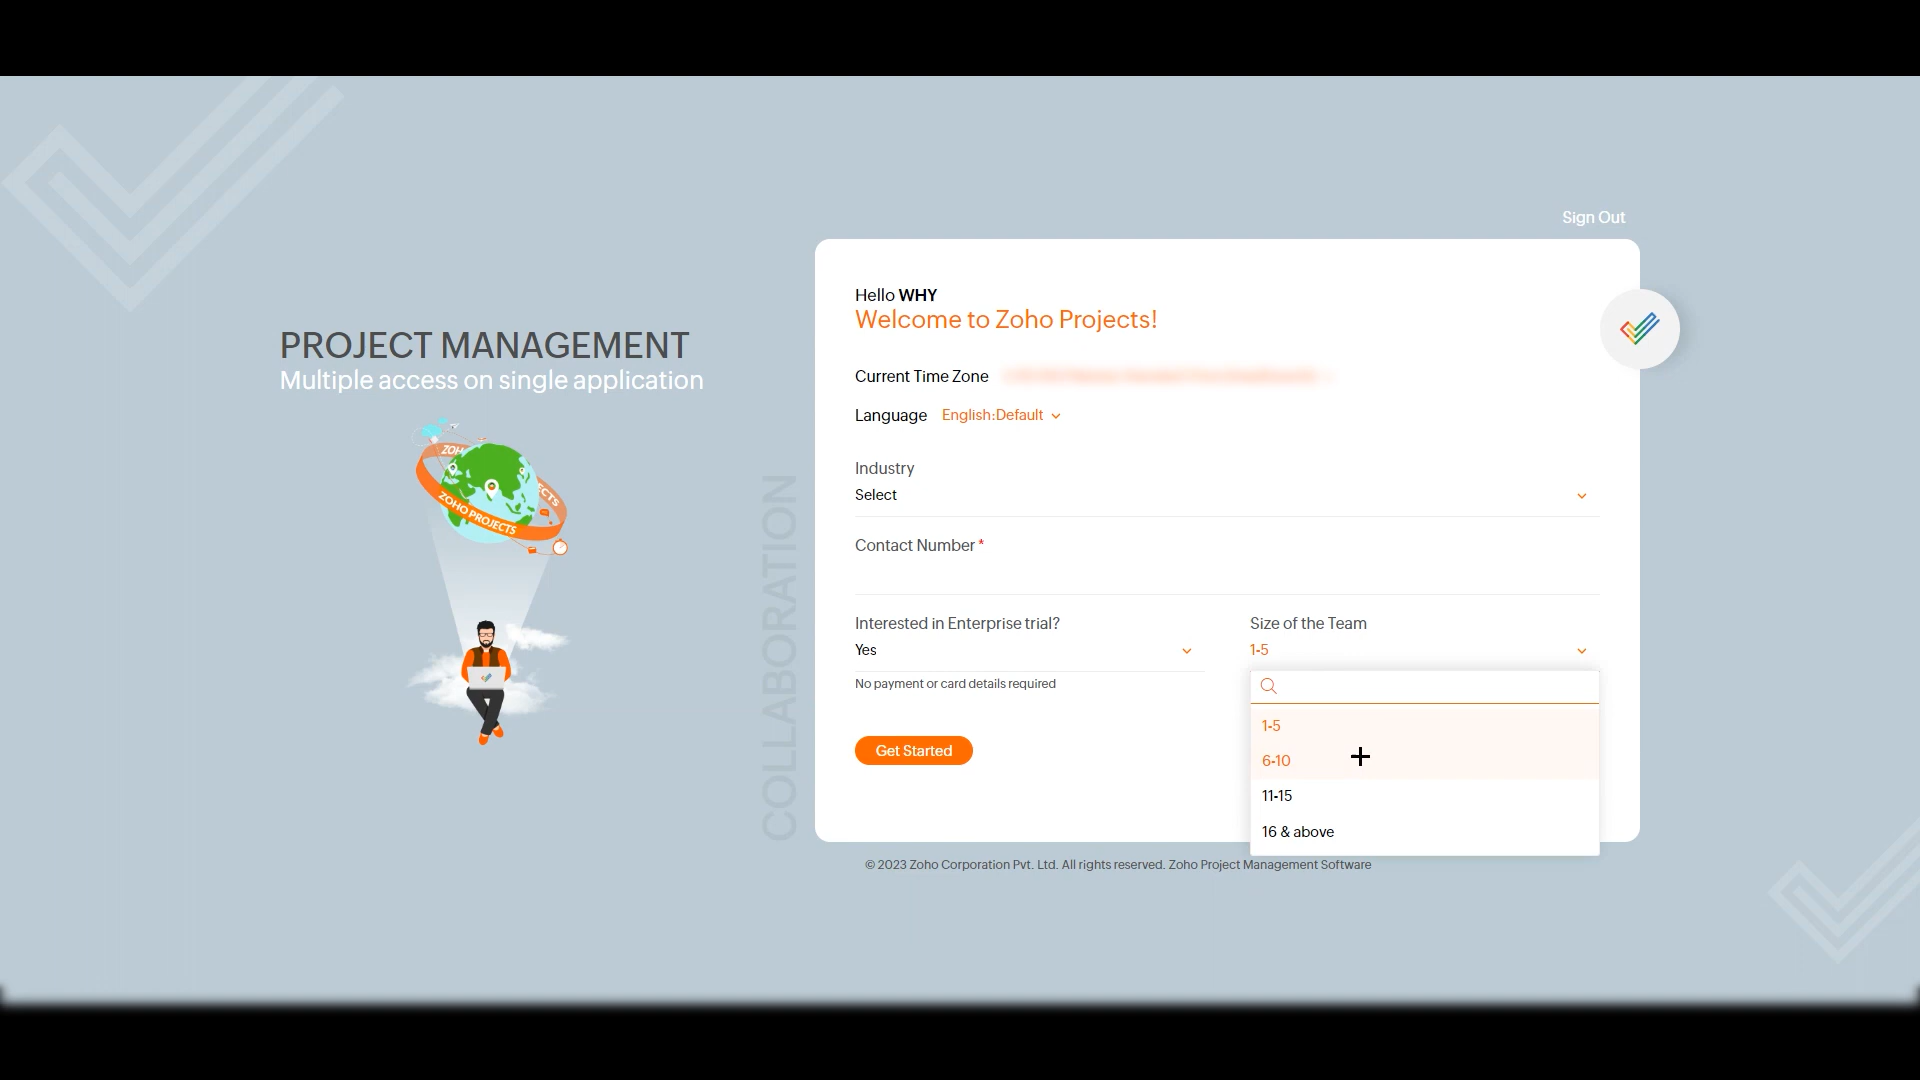 Sign Out
PROJECT MANAGEMENT
Multiple access on single application
ZOHO PROJECTS
COLLABORATION
Hello WHY
Welcome to Zoho Projects!
Current Time Zone
Language English:Default
Industry
Select
Contact Number *
Interested in Enterprise trial?
Yes
No payment or card details required
Size of the Team
1-5
1-5
6-10
11-15
16 & above
Get Started
© 2023 Zoho Corporation Pvt. Ltd. All rights reserved. Zoho Project Management Software